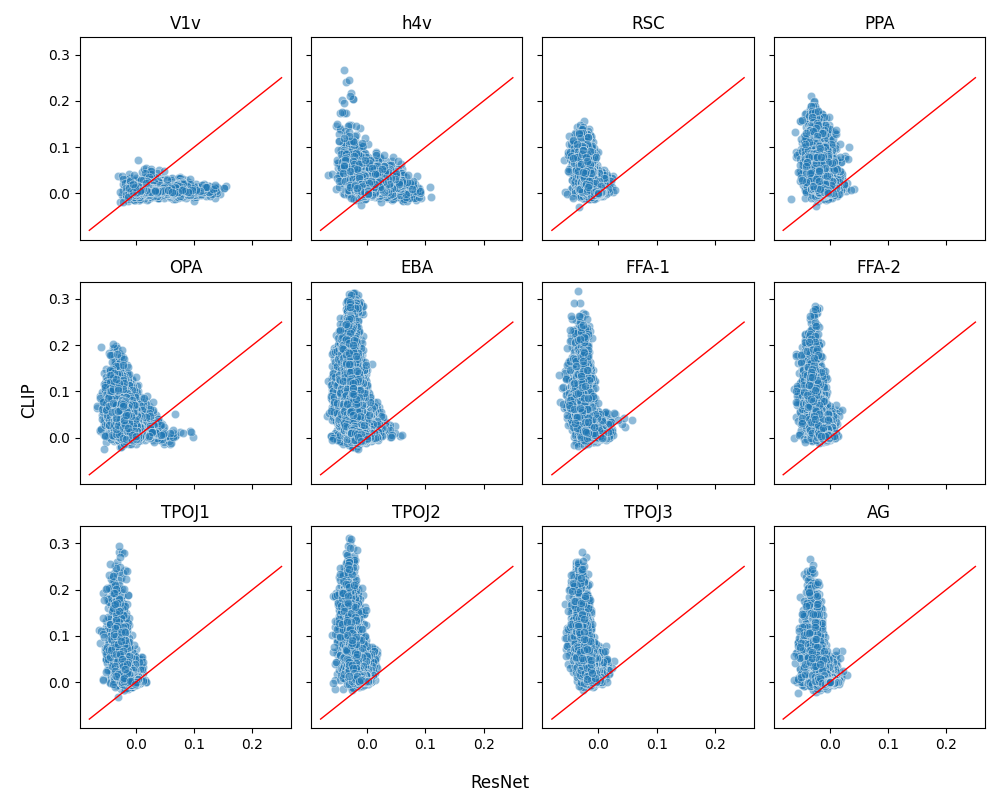 V1v h4v RSC PPA
0.3
0.2
0.1
0.0
OPA EBA FFA-1 FFA-2
0.3
0.2
0.1
0.0
CLIP
TPOJ1 TPOJ2 TPOJ3 AG
0.3
0.2
0.1
0.0
0.0 0.1 0.2 0.0 0.1 0.2 0.0 0.1 0.2 0.0 0.1 0.2
ResNet